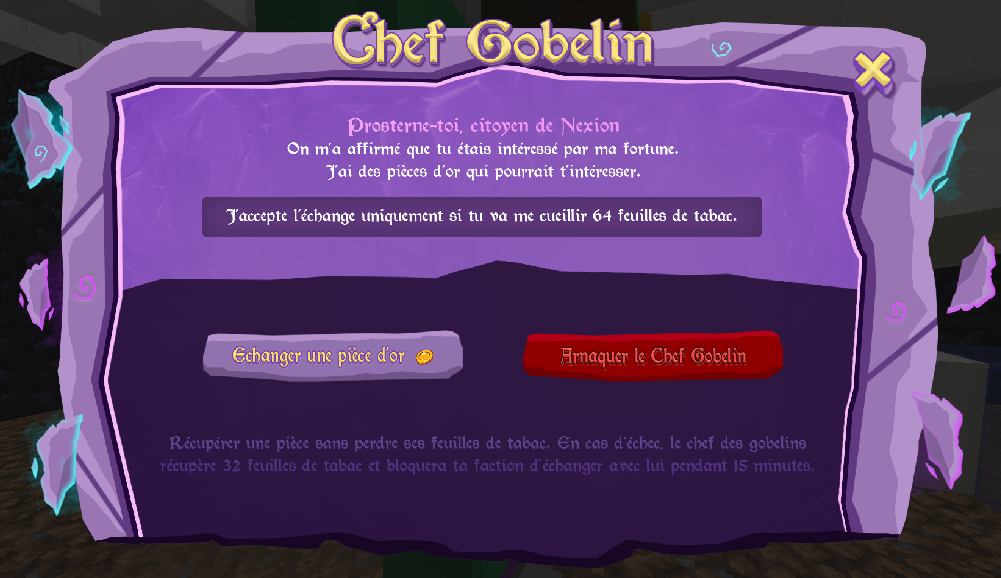 Chef Gobelin
Prosterne-toi, citoyen de Nexion
On m'a affirmé que tu étais intéressé par ma fortune.
J'ai des pièces d'or qui pourrait t'intéresser.
J'accepte l'échange uniquement si tu va me cueillir 64 feuilles de tabac.
Echanger une pièce d'or
Arnaquer le Chef Gobelin
Récupérer une pièce sans perdre ses feuilles de tabac. En cas d'échec, le chef des gobelins
récupère 32 feuilles de tabac et bloquera ta faction d'échanger avec lui pendant 15 minutes.